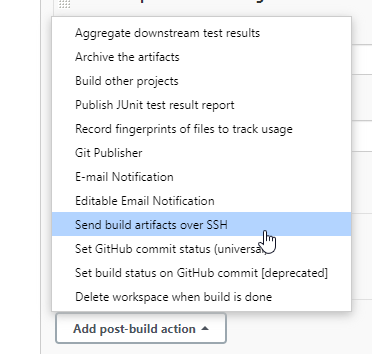 Aggregate downstream test results
Archive the artifacts
Build other projects
Publish JUnit test result report
Record fingerprints of files to track usage
Git Publisher
E-mail Notification
Editable Email Notification
Send build artifacts over SSH
Set GitHub commit status (universal
Set build status on GitHub commit [deprecated]
Delete workspace when build is done
Add post-build action